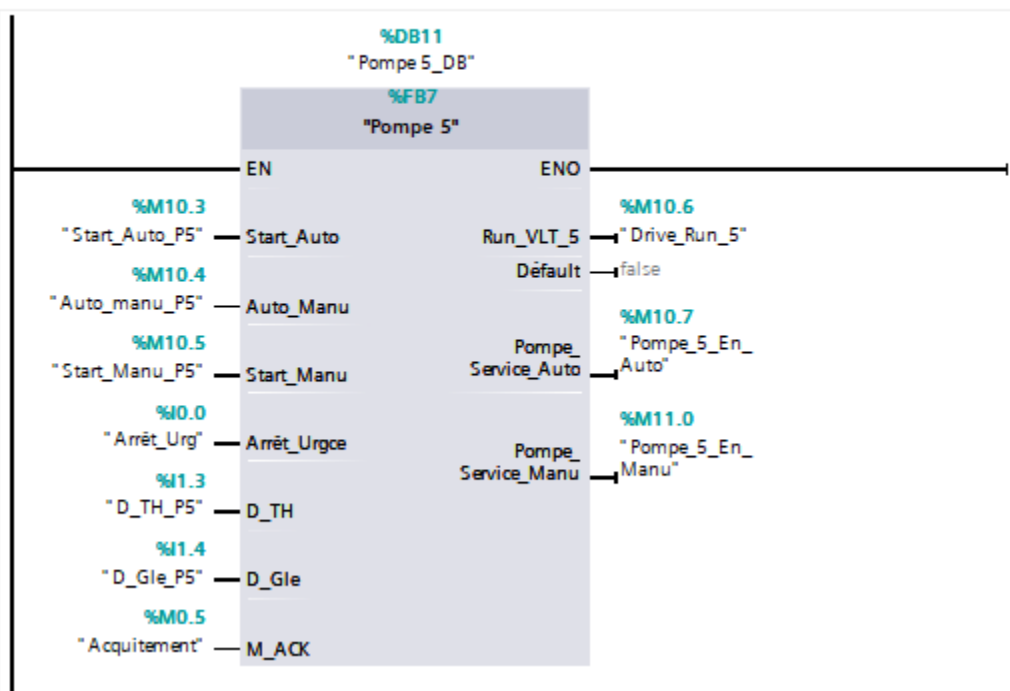 %DB11
"Pompe 5_DB"
%FB7
"Pompe 5"
EN
ENO
%M10.3
"Start_Auto_P5"
Start_Auto
%M10.6
Run_VLT_5
"Drive_Run_5"
Défault
false
%M10.4
"Auto_manu_P5"
Auto_Manu
%M10.7
Pompe_
Service_Auto
"Pompe_5_En_
Auto"
%M10.5
"Start_Manu_P5"
Start_Manu
%I0.0
"Arrêt_Urg"
Arrêt_Urgce
%M11.0
Pompe_
Service_Manu
"Pompe_5_En_
Manu"
%I1.3
"D_TH_P5"
D_TH
%I1.4
"D_Gle_P5"
D_Gle
%M0.5
"Acquitement"
M_ACK